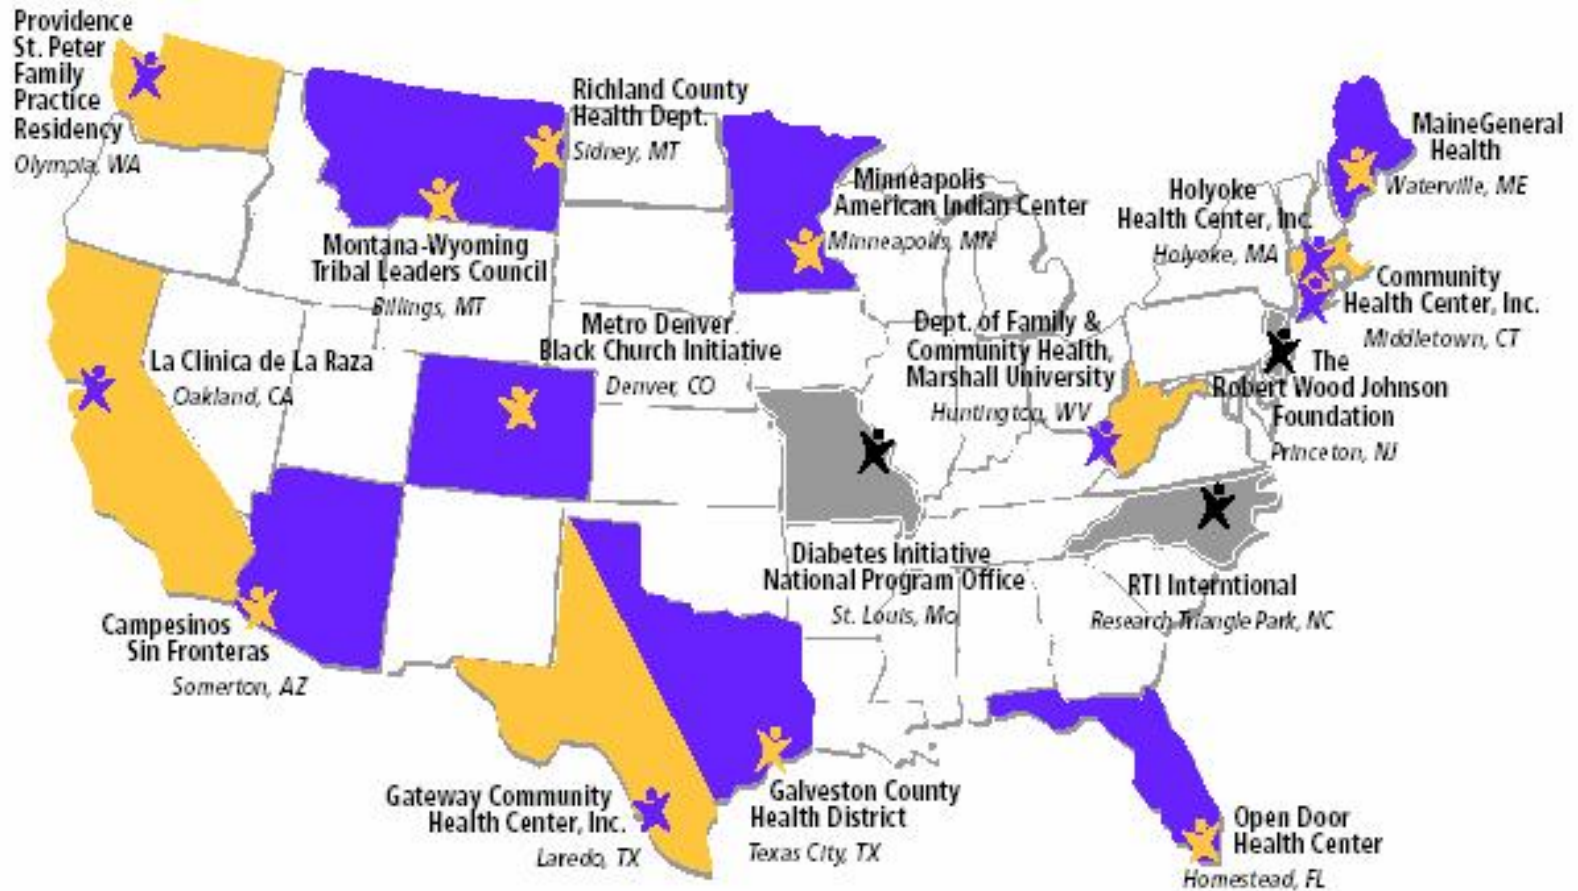 Providence
St. Peter
Family
Practice
Residency
Olympia, WA
Richland County
Health Dept.
Sidney, MT
Montana-Wyoming
Tribal Leaders Council
Billings, MT
Minneapolis
American Indian Center
Minneapolis, MN
MaineGeneral
Health
Waterville, ME
Holyoke
Health Center, Inc.
Holyoke, MA
Community
Health Center, Inc.
Middletown, CT
La Clinica de La Raza
Oakland, CA
Metro Denver
Black Church Initiative
Denver, CO
Dept. of Family &
Community Health,
Marshall University
Huntington, WV
The
Robert Wood Johnson
Foundation
Princeton, NJ
Diabetes Initiative
National Program Office
St. Louis, Mo
RTI Interntional
Research Triangle Park, NC
Campesinos
Sin Fronteras
Somerton, AZ
Gateway Community
Health Center, Inc.
Laredo, TX
Galveston County
Health District
Texas City, TX
Open Door
Health Center
Homestead, FL